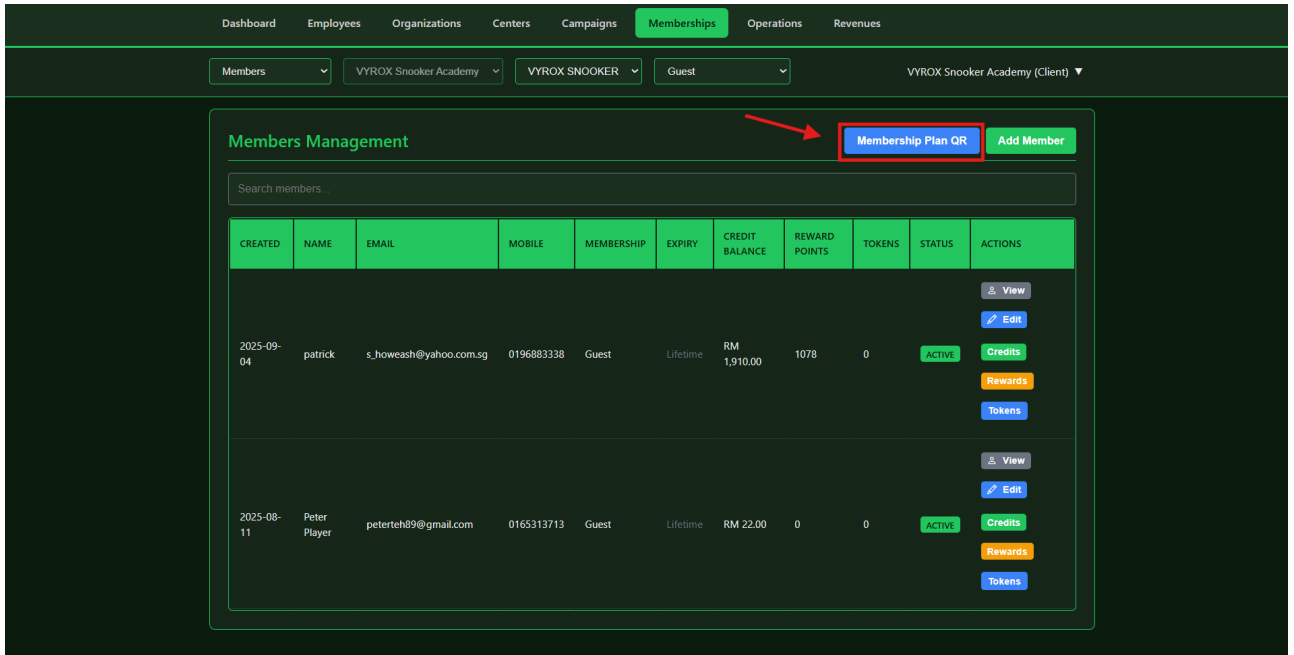 Dashboard Employees Organizations Centers Campaigns Memberships Operations Revenues
Members VYROX Snooker Academy VYROX SNOOKER Guest VYROX Snooker Academy (Client) ▼
Members Management Membership Plan QR Add Member
Search members...
CREATED NAME EMAIL MOBILE MEMBERSHIP EXPIRY CREDIT BALANCE REWARD POINTS TOKENS STATUS ACTIONS
2025-09-04 patrick s_howeash@yahoo.com.sg 0196883338 Guest Lifetime RM 1,910.00 1078 0 ACTIVE
View
Edit
Credits
Rewards
Tokens
2025-08-11 Peter Player peterteh89@gmail.com 0165313713 Guest Lifetime RM 22.00 0 0 ACTIVE
View
Edit
Credits
Rewards
Tokens